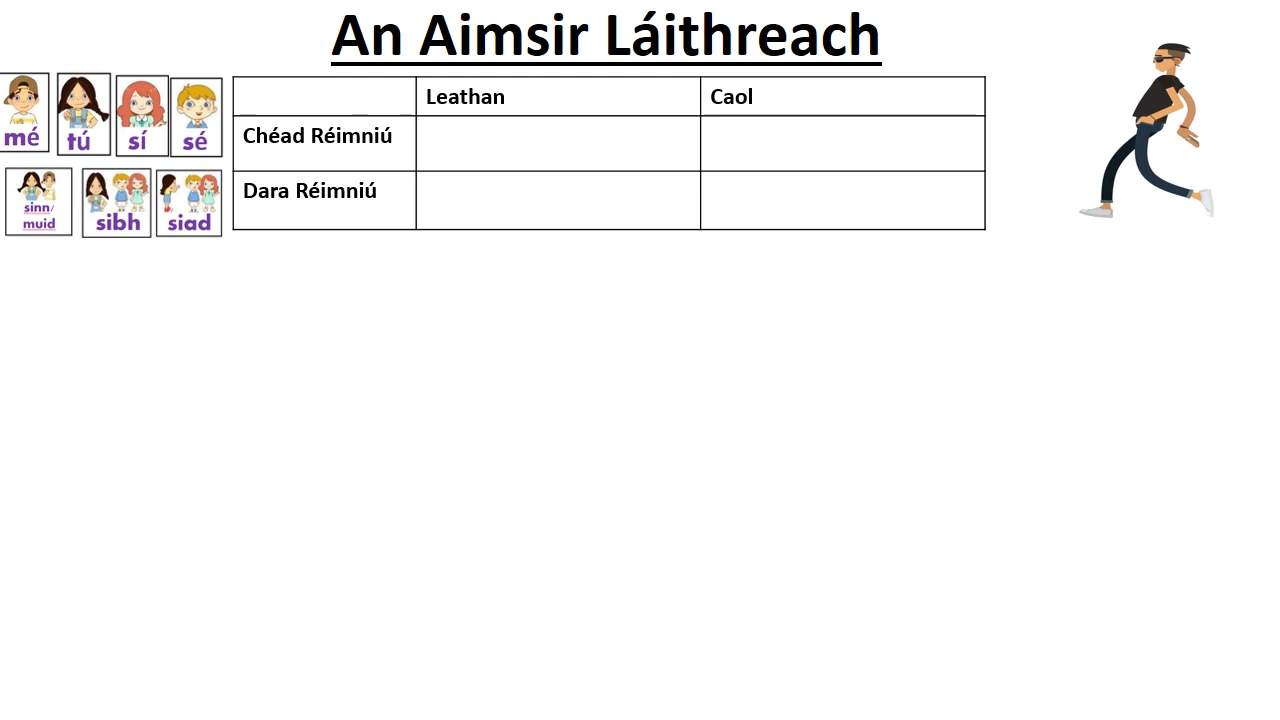 An Aimsir Láithreach
mé tú sí sé
sinn/
muid sibh siad
Leathan Caol
Chéad Réimniú
Dara Réimniú